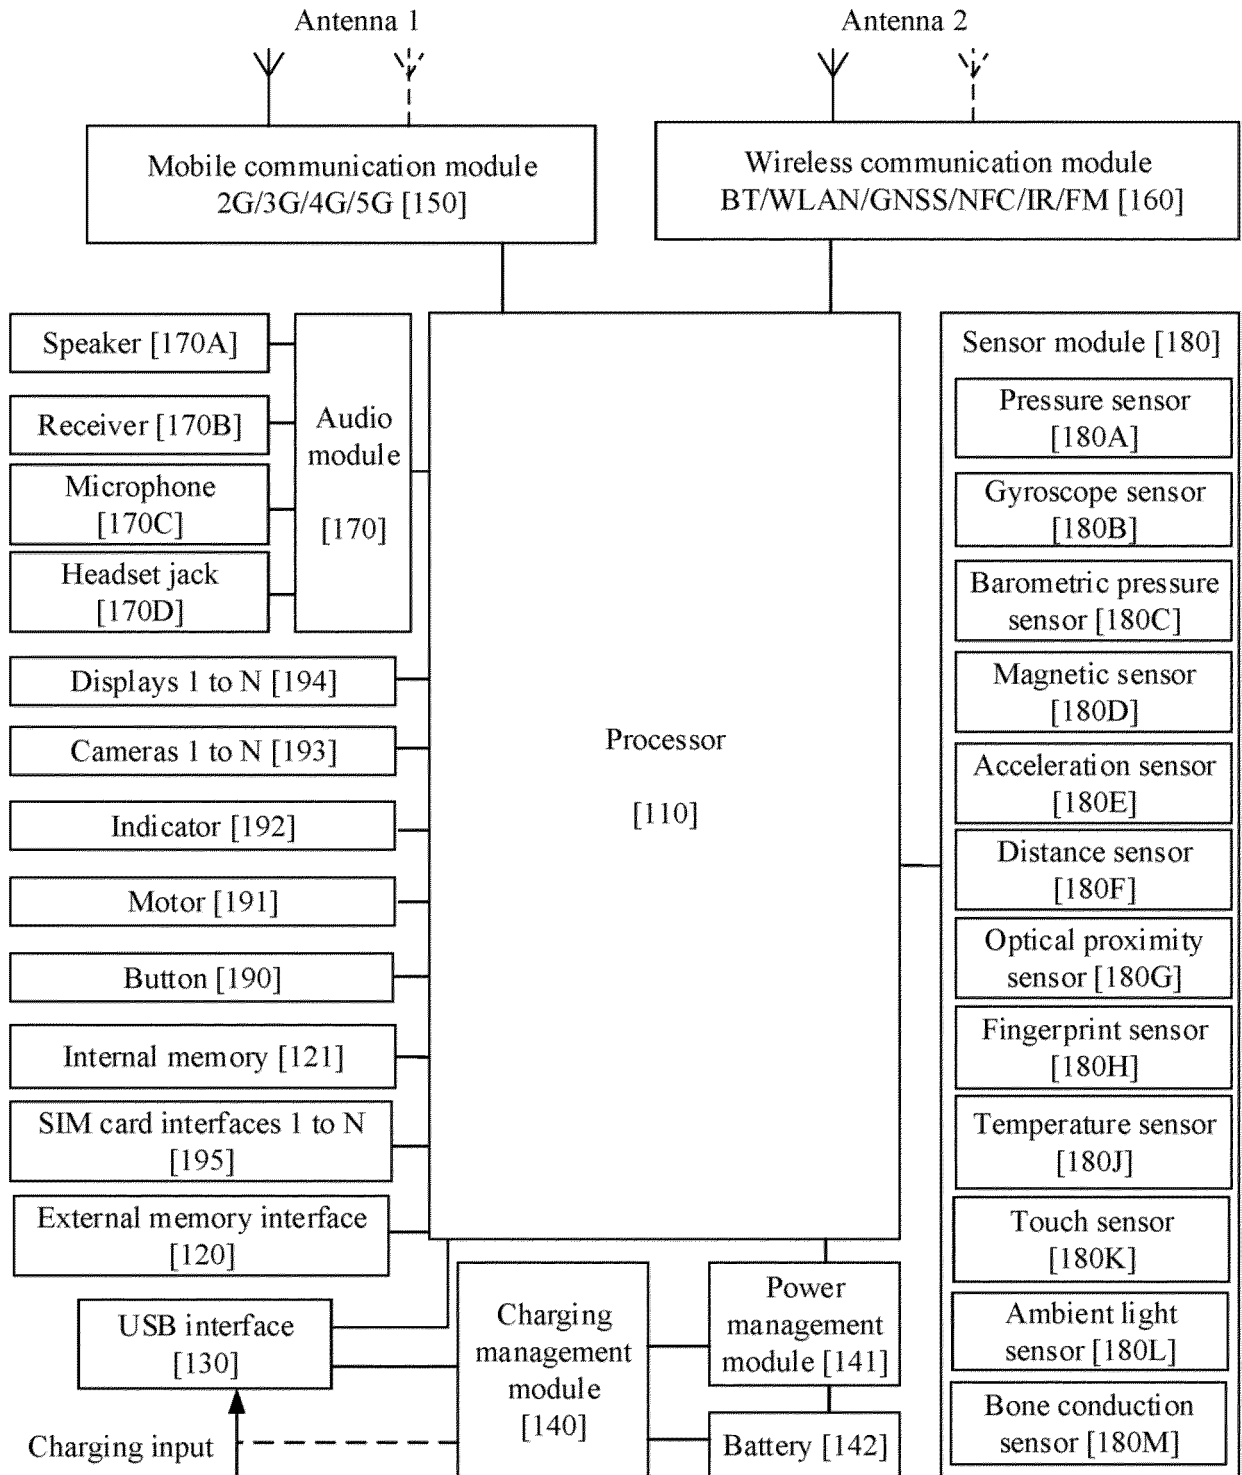 Antenna 1
Antenna 2
Mobile communication module
2G/3G/4G/5G [150]
Wireless communication module
BT/WLAN/GNSS/NFC/IR/FM [160]
Speaker [170A]
Receiver [170B]
Microphone
[170C]
Headset jack
[170D]
Audio
module
[170]
Displays 1 to N [194]
Cameras 1 to N [193]
Indicator [192]
Motor [191]
Button [190]
Internal memory [121]
SIM card interfaces 1 to N
[195]
External memory interface
[120]
USB interface
[130]
Charging input
Processor
[110]
Charging
management
module
[140]
Power
management
module [141]
Battery [142]
Sensor module [180]
Pressure sensor
[180A]
Gyroscope sensor
[180B]
Barometric pressure
sensor [180C]
Magnetic sensor
[180D]
Acceleration sensor
[180E]
Distance sensor
[180F]
Optical proximity
sensor [180G]
Fingerprint sensor
[180H]
Temperature sensor
[180J]
Touch sensor
[180K]
Ambient light
sensor [180L]
Bone conduction
sensor [180M]